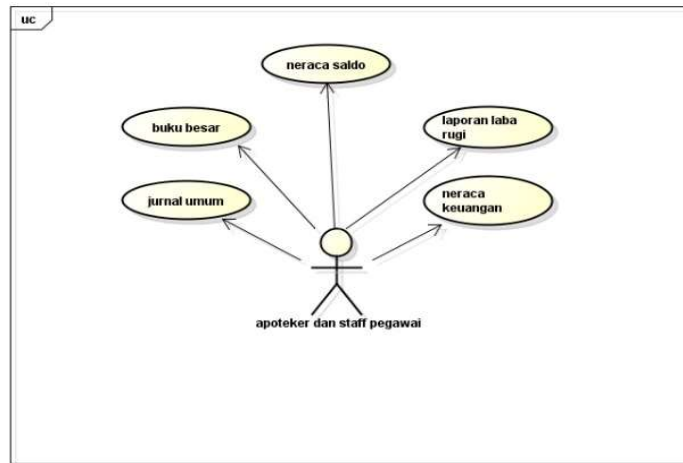 uc
neraca saldo
buku besar
laporan laba
rugi
jurnal umum
neraca
keuangan
apoteker dan staff pegawai